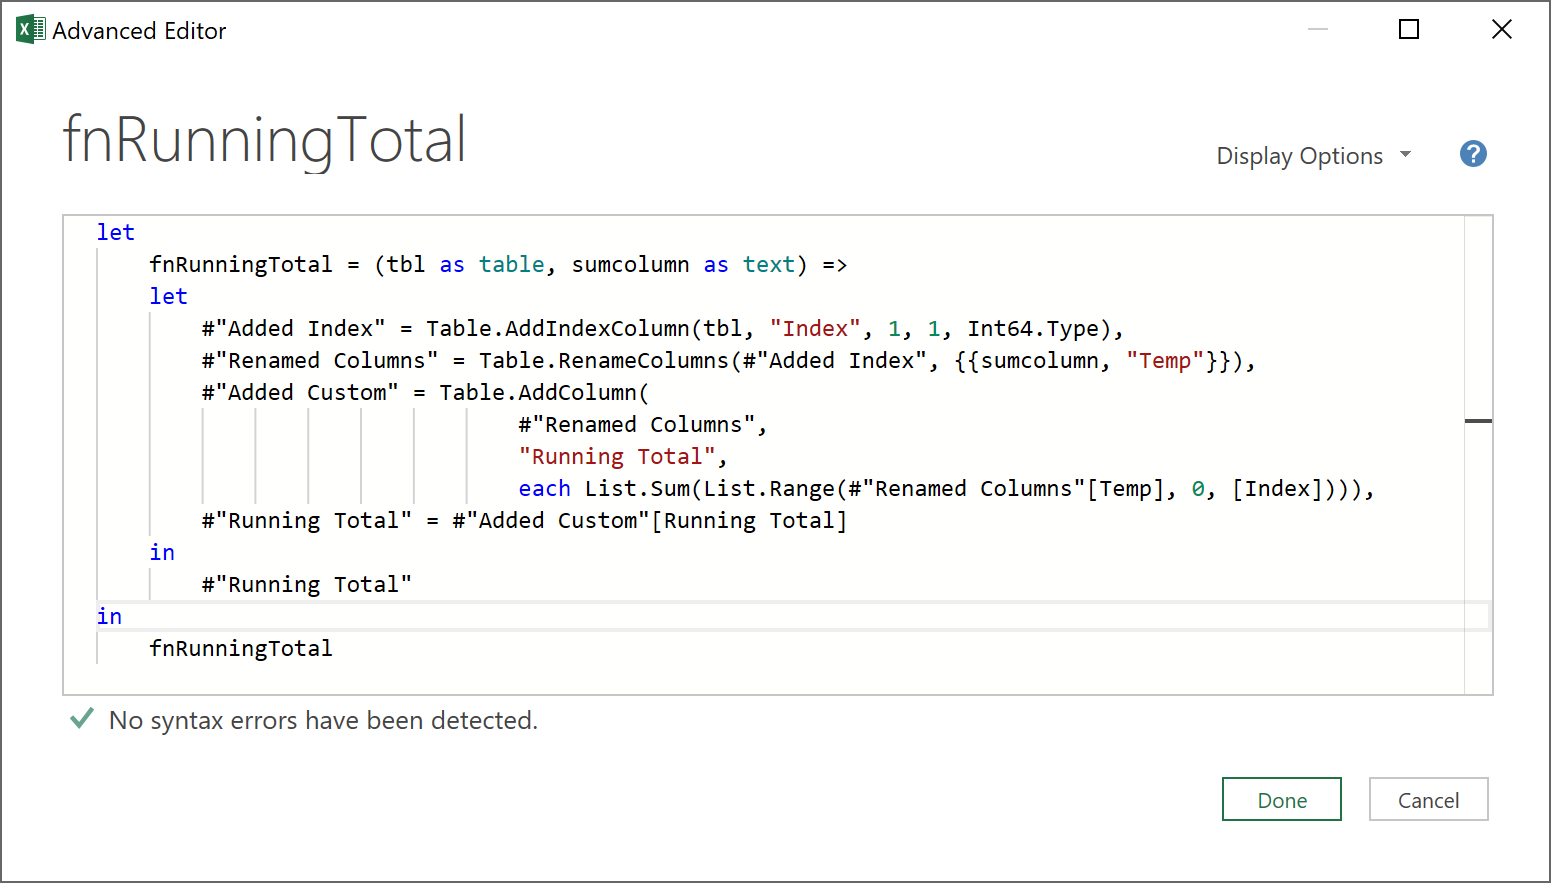 Advanced Editor
fnRunningTotal
Display Options
?
let
    fnRunningTotal = (tbl as table, sumcolumn as text) =>
    let
        #"Added Index" = Table.AddIndexColumn(tbl, "Index", 1, 1, Int64.Type),
        #"Renamed Columns" = Table.RenameColumns(#"Added Index", {{sumcolumn, "Temp"}}),
        #"Added Custom" = Table.AddColumn(
                                #"Renamed Columns",
                                "Running Total",
                                each List.Sum(List.Range(#"Renamed Columns"[Temp], 0, [Index]))),
        #"Running Total" = #"Added Custom"[Running Total]
    in
        #"Running Total"
in
    fnRunningTotal
No syntax errors have been detected.
Done
Cancel